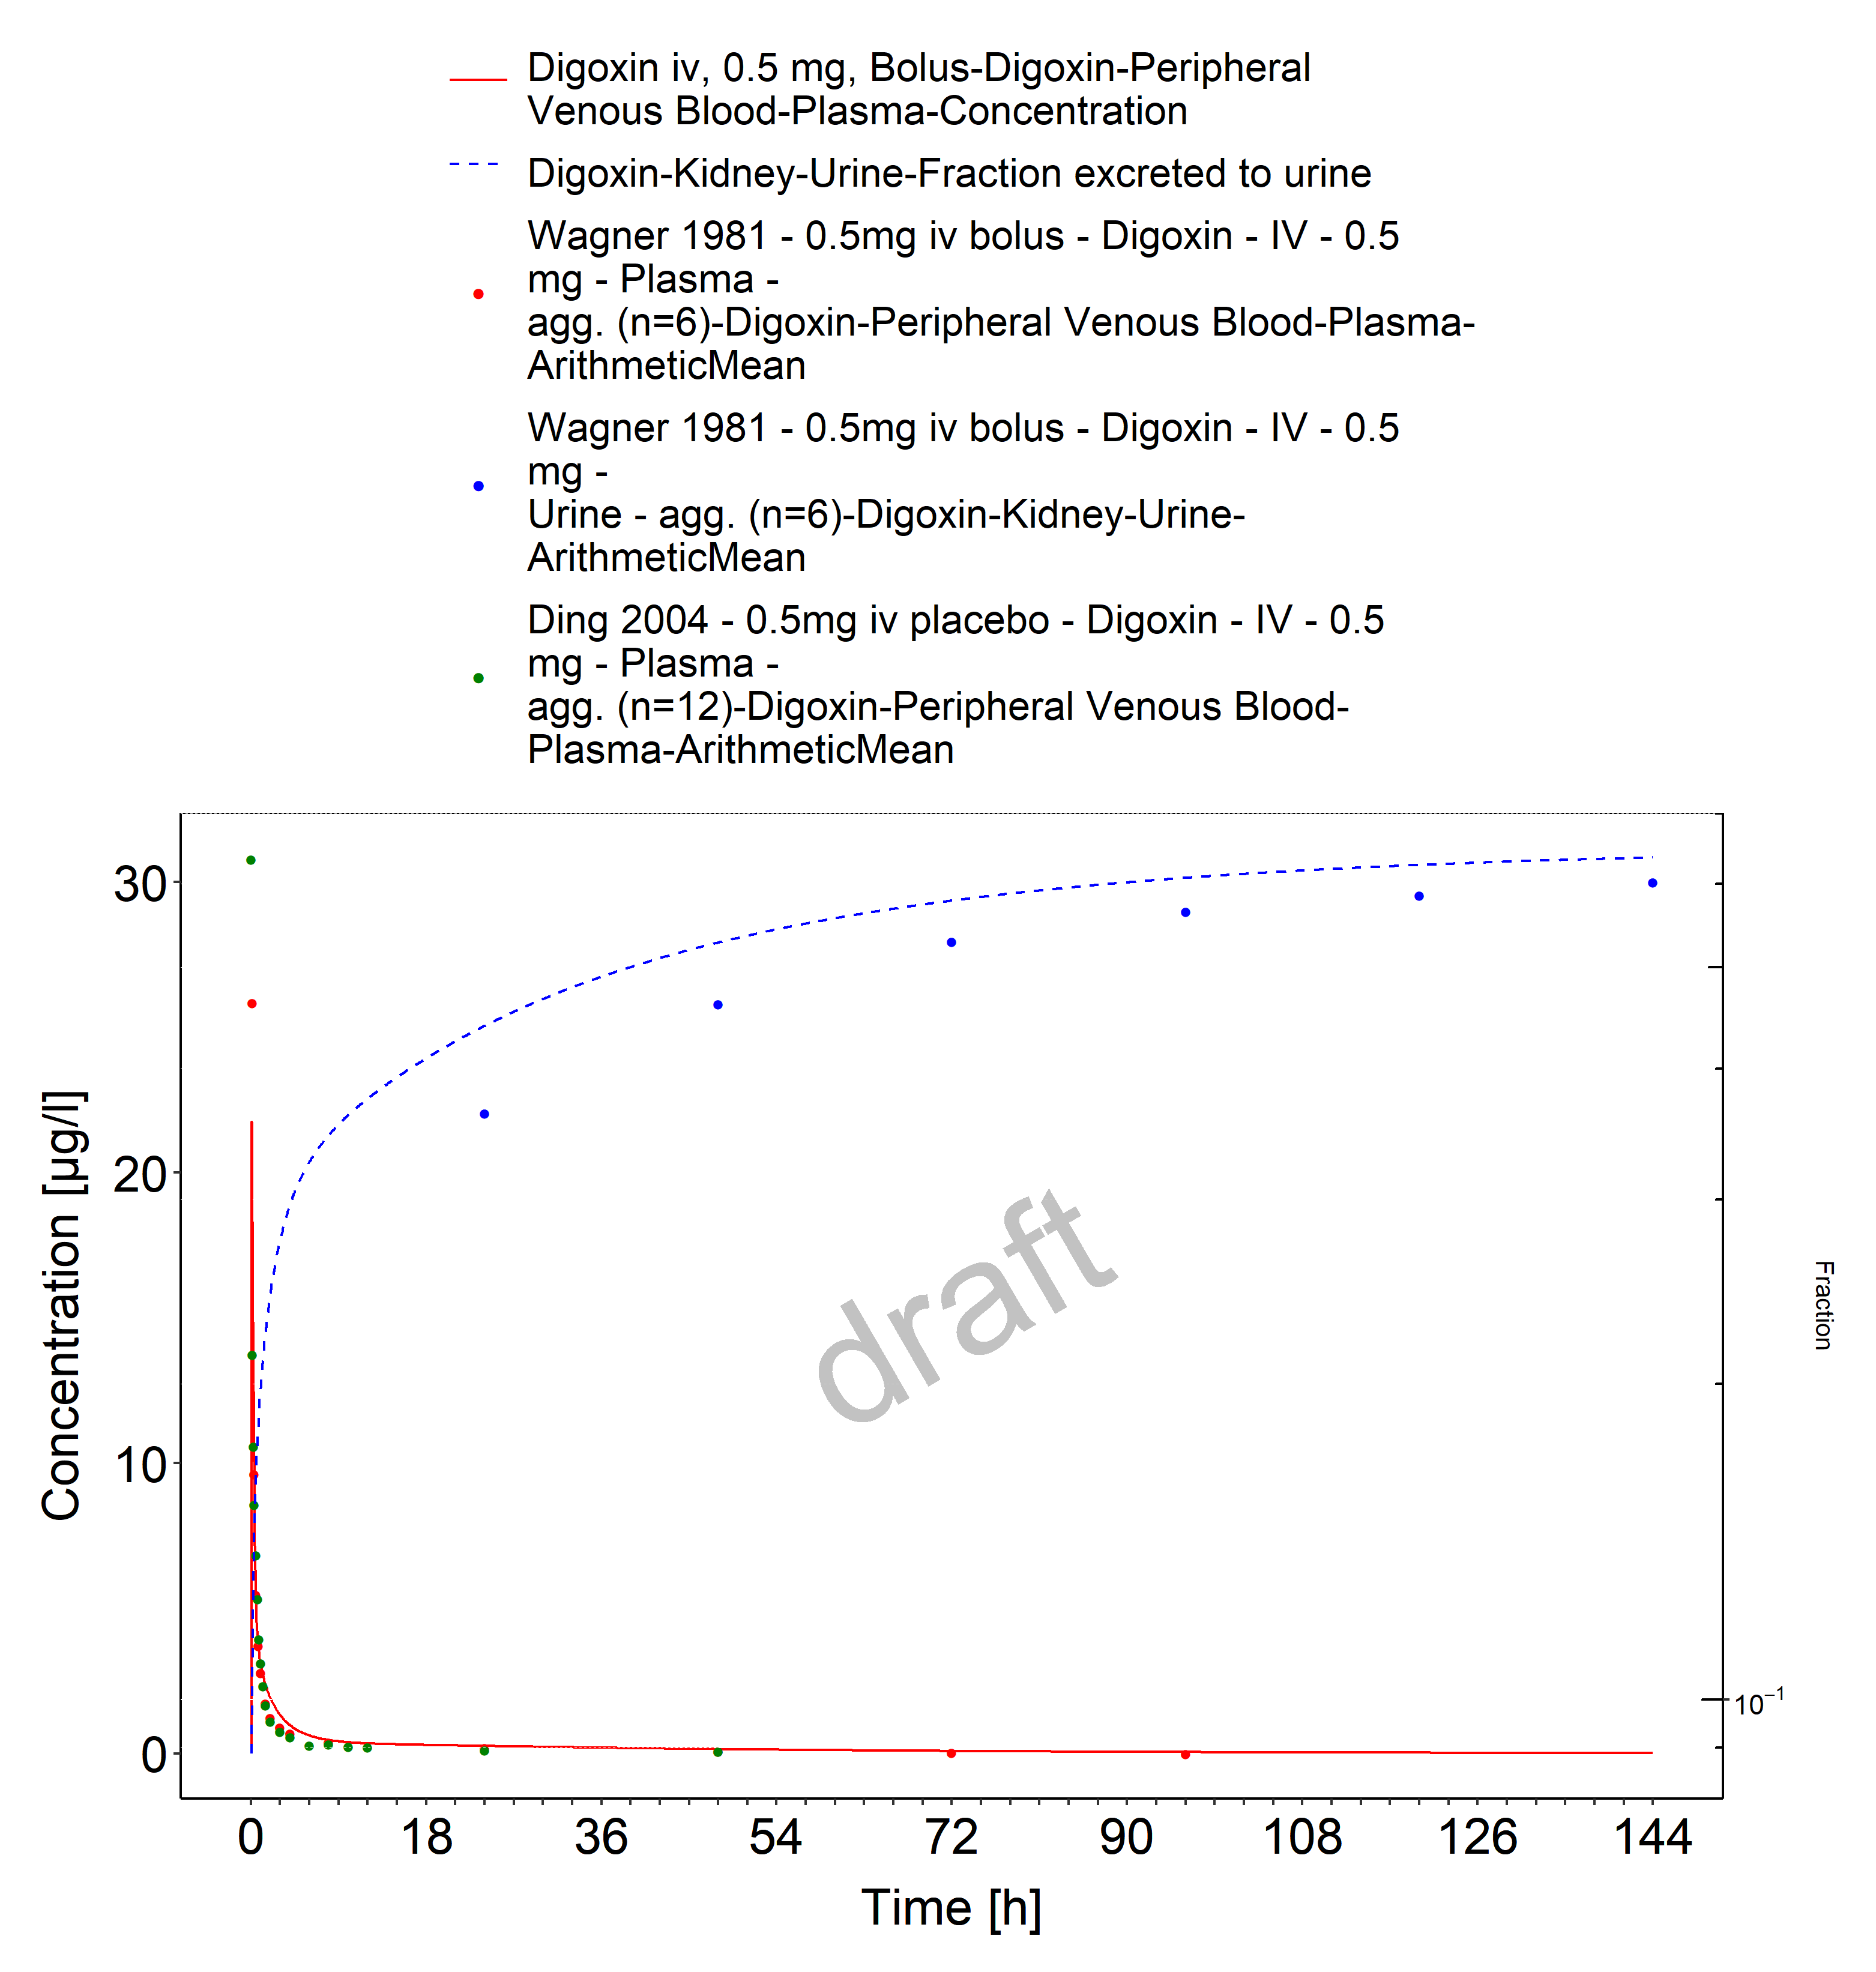 Digoxin iv, 0.5 mg, Bolus-Digoxin-Peripheral
Venous Blood-Plasma-Concentration
Digoxin-Kidney-Urine-Fraction excreted to urine
Wagner 1981 - 0.5mg iv bolus - Digoxin - IV - 0.5
mg - Plasma -
agg. (n=6)-Digoxin-Peripheral Venous Blood-Plasma-
ArithmeticMean
Wagner 1981 - 0.5mg iv bolus - Digoxin - IV - 0.5
mg -
Urine - agg. (n=6)-Digoxin-Kidney-Urine-
ArithmeticMean
Ding 2004 - 0.5mg iv placebo - Digoxin - IV - 0.5
mg - Plasma -
agg. (n=12)-Digoxin-Peripheral Venous Blood-
Plasma-ArithmeticMean
30
20
10
0
Concentration [µg/l]
draft
Fraction
10⁻¹
0 18 36 54 72 90 108 126 144
Time [h]